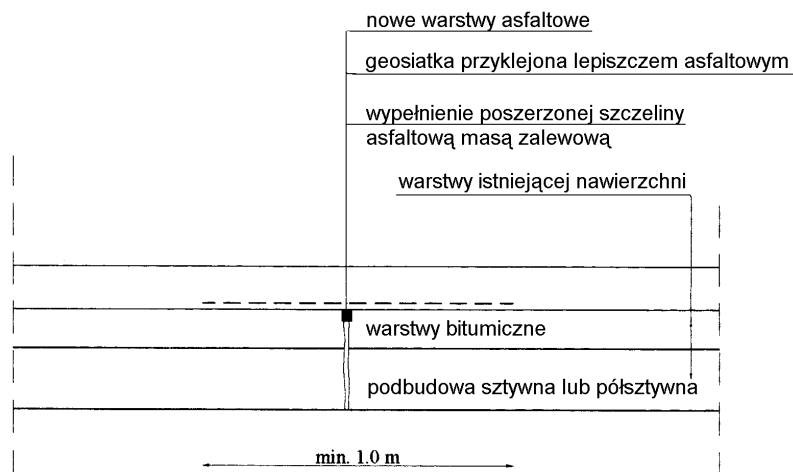 nowe warstwy asfaltowe
geosiatka przyklejona lepiszczem asfaltowym
wypełnienie poszerzonej szczeliny
asfaltową masą zalewową
warstwy istniejącej nawierzchni
warstwy bitumiczne
podbudowa sztywna lub półsztywna
min. 1.0 m